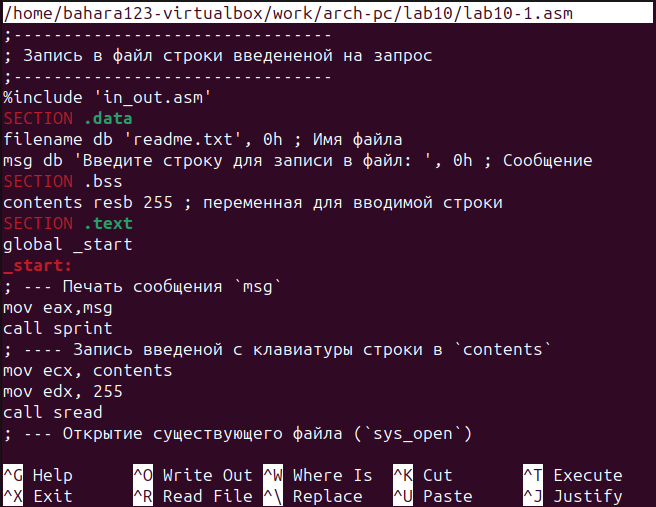 /home/bahara123-virtualbox/work/arch-pc/lab10/lab10-1.asm
;--------------------------------
; Запись в файл строки введененой на запрос
;--------------------------------
%include 'in_out.asm'
SECTION .data
filename db 'readme.txt', 0h ; Имя файла
msg db 'Введите строку для записи в файл: ', 0h ; Сообщение
SECTION .bss
contents resb 255 ; переменная для вводимой строки
SECTION .text
global _start
_start:
; --- Печать сообщения `msg`
mov eax,msg
call sprint
; ---- Запись введеной с клавиатуры строки в `contents`
mov ecx, contents
mov edx, 255
call sread
; --- Открытие существующего файла (`sys_open`)
^G Help ^O Write Out ^W Where Is ^K Cut ^T Execute
^X Exit ^R Read File ^\ Replace ^U Paste ^J Justify